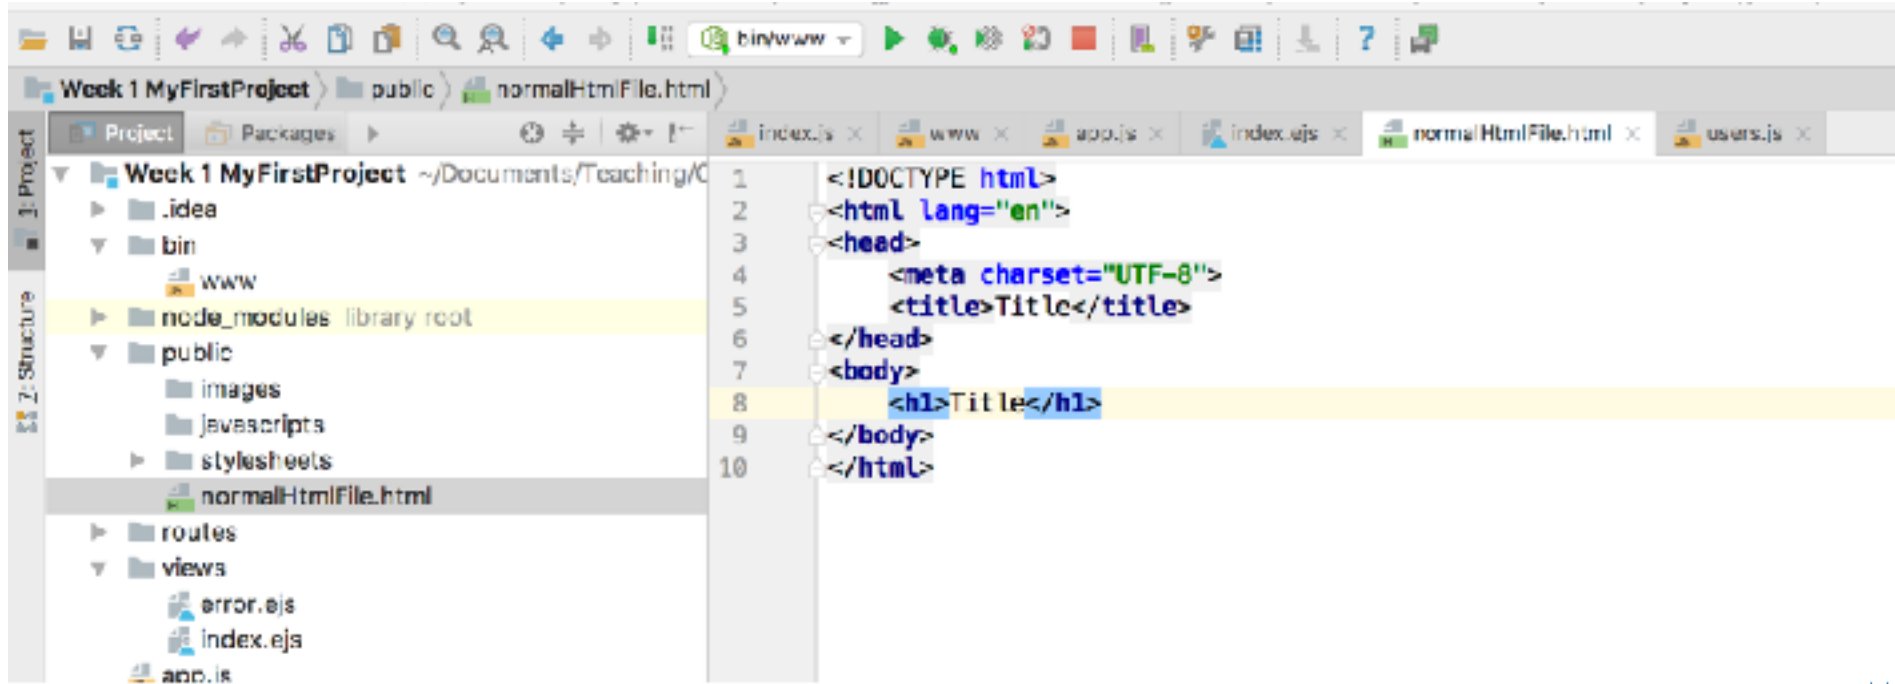 bin/www
Week 1 MyFirstProject
public
normalHtmlFile.html
1: Project
7: Structure
Project
Packages
Week 1 MyFirstProject ~/Documents/Teaching/C
.idea
bin
www
node_modules library root
public
images
javascripts
stylesheets
normalHtmlFile.html
routes
views
error.ejs
index.ejs
app.js
index.js
www
app.js
index.ejs
normalHtmlFile.html
users.js
1 <!DOCTYPE html>
2 <html lang="en">
3 <head>
4 <meta charset="UTF-8">
5 <title>Title</title>
6 </head>
7 <body>
8 <h1>Title</h1>
9 </body>
10 </html>